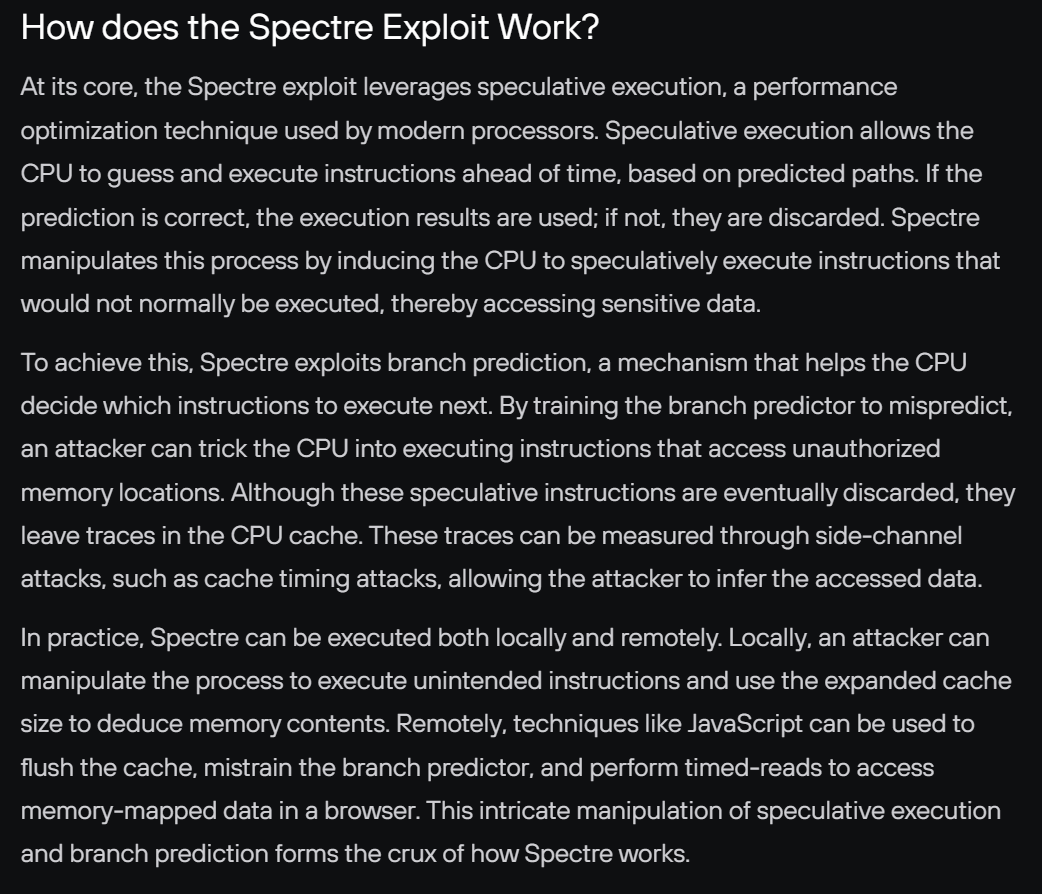 How does the Spectre Exploit Work?
At its core, the Spectre exploit leverages speculative execution, a performance
optimization technique used by modern processors. Speculative execution allows the
CPU to guess and execute instructions ahead of time, based on predicted paths. If the
prediction is correct, the execution results are used; if not, they are discarded. Spectre
manipulates this process by inducing the CPU to speculatively execute instructions that
would not normally be executed, thereby accessing sensitive data.
To achieve this, Spectre exploits branch prediction, a mechanism that helps the CPU
decide which instructions to execute next. By training the branch predictor to mispredict,
an attacker can trick the CPU into executing instructions that access unauthorized
memory locations. Although these speculative instructions are eventually discarded, they
leave traces in the CPU cache. These traces can be measured through side-channel
attacks, such as cache timing attacks, allowing the attacker to infer the accessed data.
In practice, Spectre can be executed both locally and remotely. Locally, an attacker can
manipulate the process to execute unintended instructions and use the expanded cache
size to deduce memory contents. Remotely, techniques like JavaScript can be used to
flush the cache, mistrain the branch predictor, and perform timed-reads to access
memory-mapped data in a browser. This intricate manipulation of speculative execution
and branch prediction forms the crux of how Spectre works.